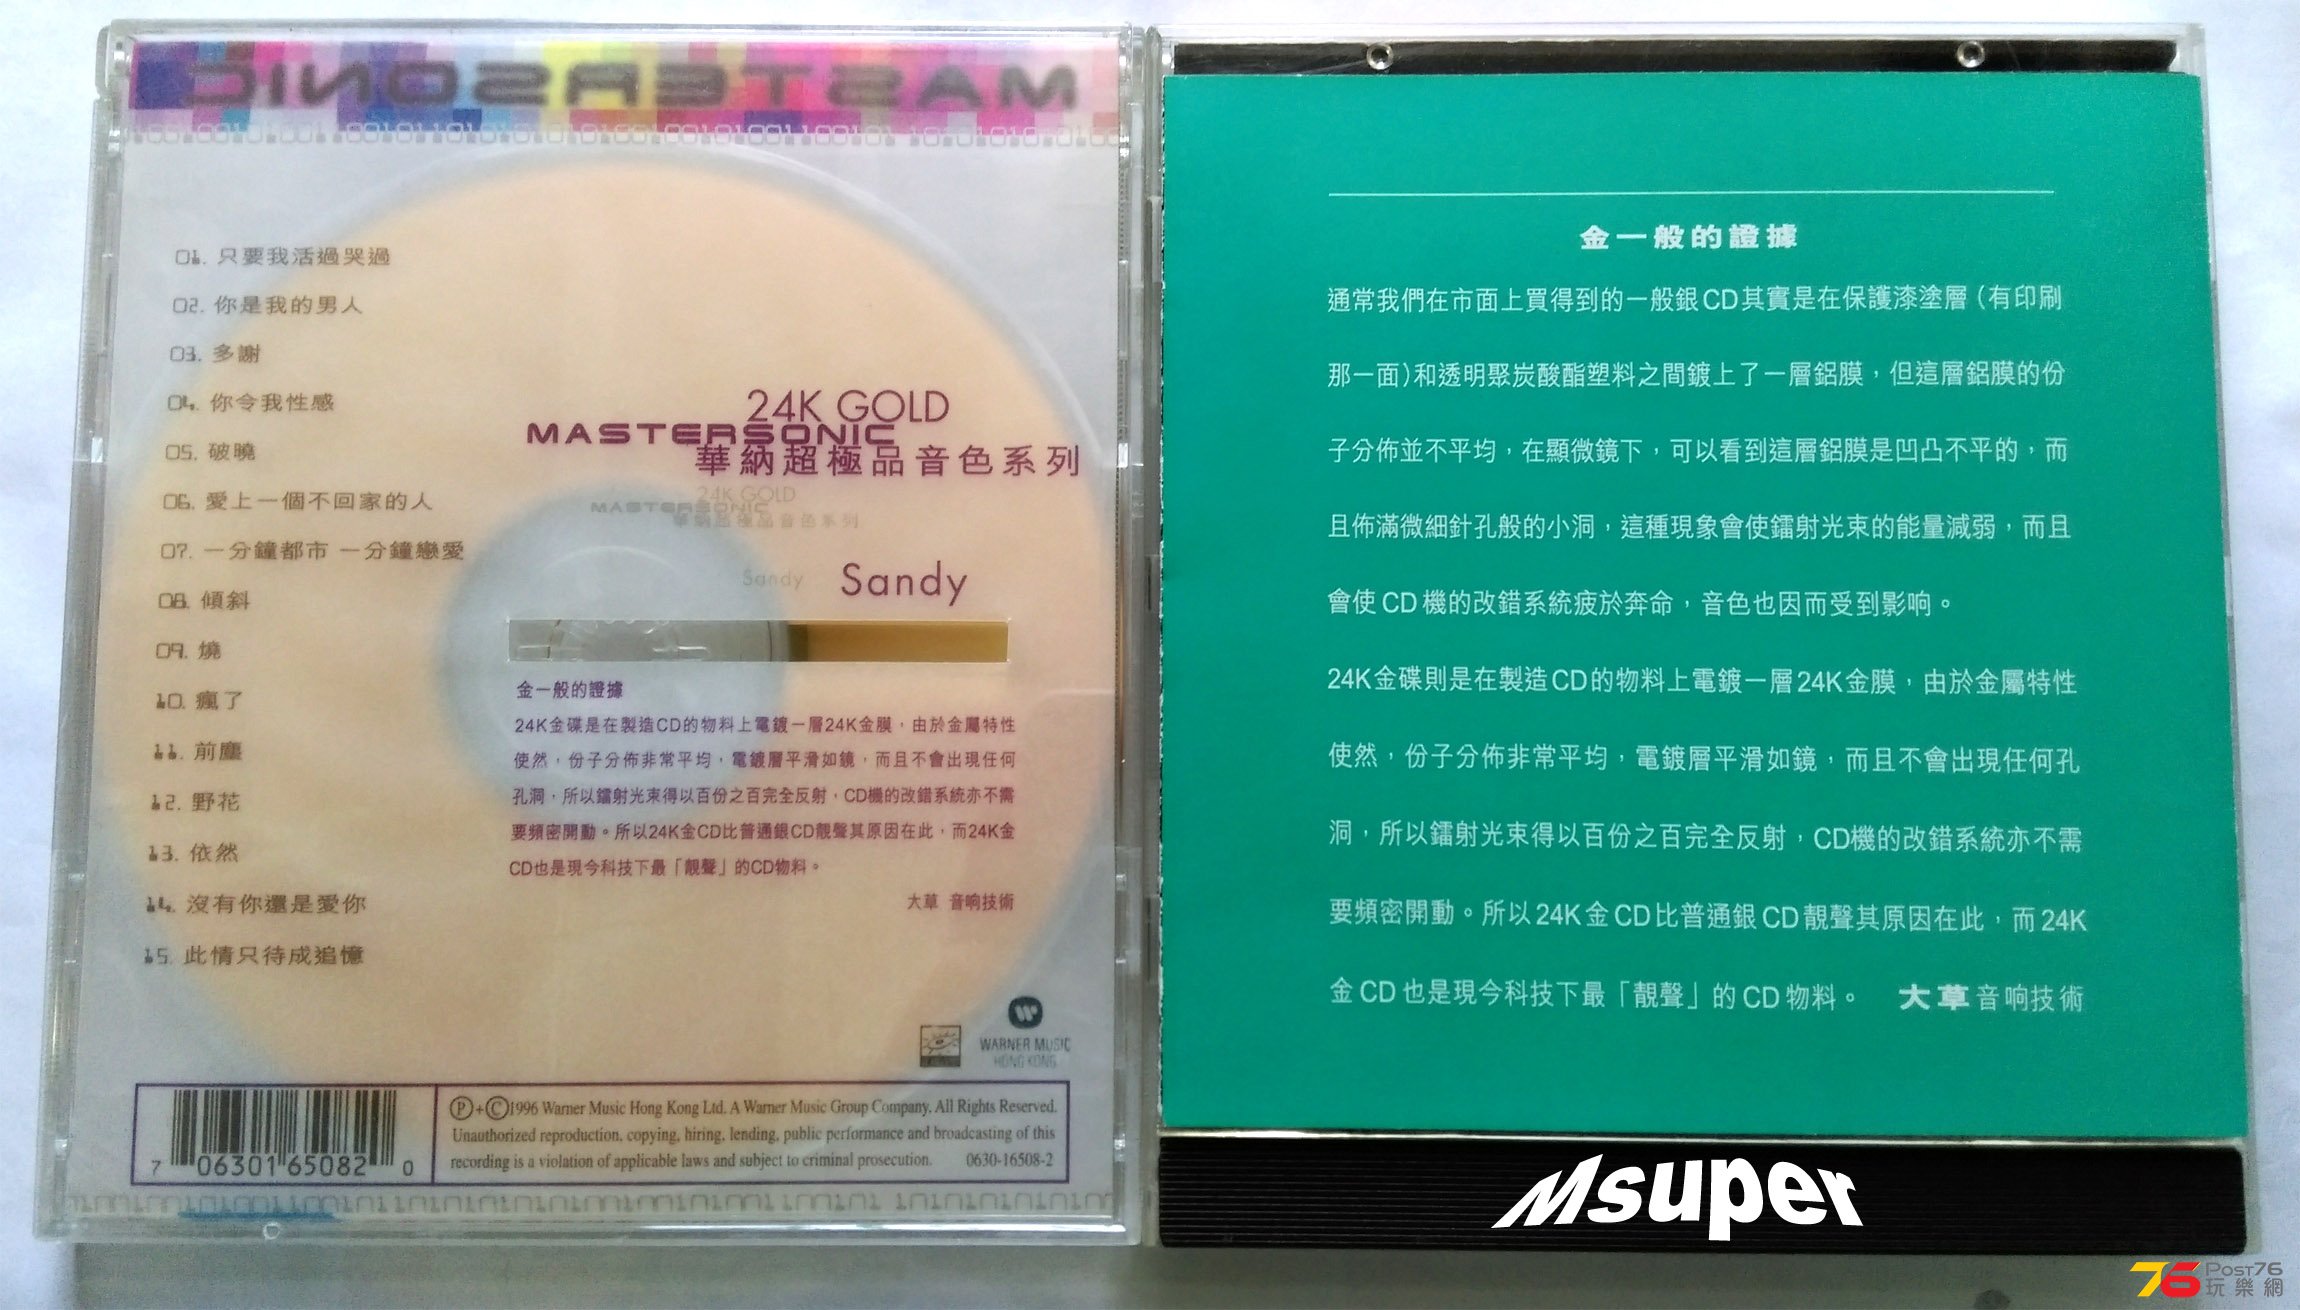 MASTERSONIC
01. 只要我活過哭過
02. 你是我的男人
03. 多謝
04. 你令我性感
05. 破曉
06. 愛上一個不回家的人
07. 一分鐘都市 一分鐘戀愛
08. 傾斜
09. 燒
10. 瘋了
11. 前塵
12. 野花
13. 依然
14. 沒有你還是愛你
15. 此情只待成追憶
24K GOLD
MASTERSONIC
華納超極品音色系列
24K GOLD
MASTERSONIC
華納超極品音色系列
Sandy
Sandy
金一般的證據
24K金碟是在製造CD的物料上電鍍一層24K金膜，由於金屬特性
使然，份子分佈非常平均，電鍍層平滑如鏡，而且不會出現任何
孔洞，所以鐳射光束得以百份之百完全反射，CD機的改錯系統亦不需
要頻密開動。所以24K金CD比普通銀CD靚聲其原因在此，而24K金
CD也是現今科技下最「靚聲」的CD物料。
大草 音响技術
WARNER MUSIC
HONG KONG
7 06301 65082 0
Ⓟ+Ⓒ1996 Warner Music Hong Kong Ltd. A Warner Music Group Company. All Rights Reserved.
Unauthorized reproduction, copying, hiring, lending, public performance and broadcasting of this
recording is a violation of applicable laws and subject to criminal prosecution. 0630-16508-2
金一般的證據
通常我們在市面上買得到的一般銀CD其實是在保護漆塗層（有印刷
那一面）和透明聚炭酸酯塑料之間鍍上了一層鋁膜，但這層鋁膜的份
子分佈並不平均，在顯微鏡下，可以看到這層鋁膜是凹凸不平的，而
且佈滿微細針孔般的小洞，這種現象會使鐳射光束的能量減弱，而且
會使CD機的改錯系統疲於奔命，音色也因而受到影响。
24K金碟則是在製造CD的物料上電鍍一層24K金膜，由於金屬特性
使然，份子分佈非常平均，電鍍層平滑如鏡，而且不會出現任何孔
洞，所以鐳射光束得以百份之百完全反射，CD機的改錯系統亦不需
要頻密開動。所以24K金CD比普通銀CD靚聲其原因在此，而24K
金CD也是現今科技下最「靚聲」的CD物料。 大草音响技術
Msuper
76 POST76
玩樂網